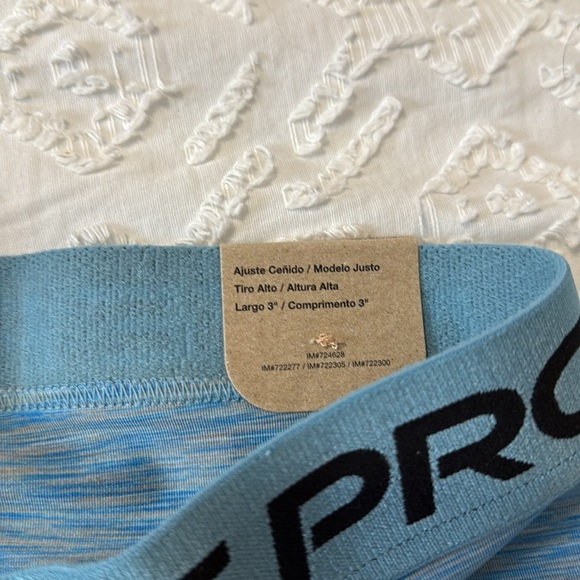 Ajuste Ceñido / Modelo Justo
Tiro Alto / Altura Alta
Largo 3" / Comprimento 3"
IM#724628
IM#722277 / IM#722305 / IM#722300
PRO